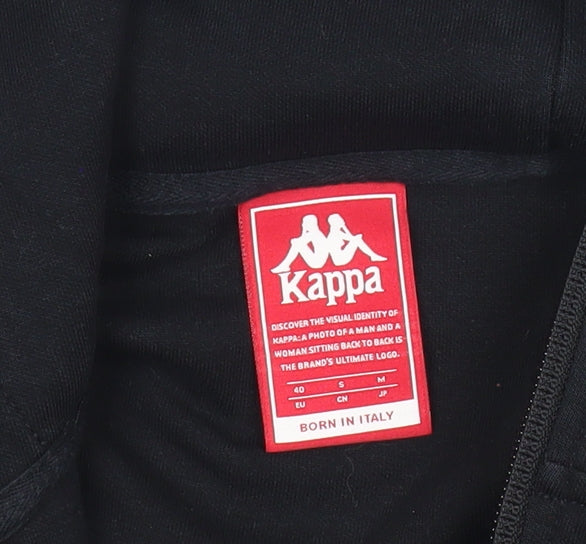 Kappa
DISCOVER THE VISUAL IDENTITY OF
KAPPA: A PHOTO OF A MAN AND A
WOMAN SITTING BACK TO BACK IS
THE BRAND'S ULTIMATE LOGO.
40 S M
EU CN JP
BORN IN ITALY